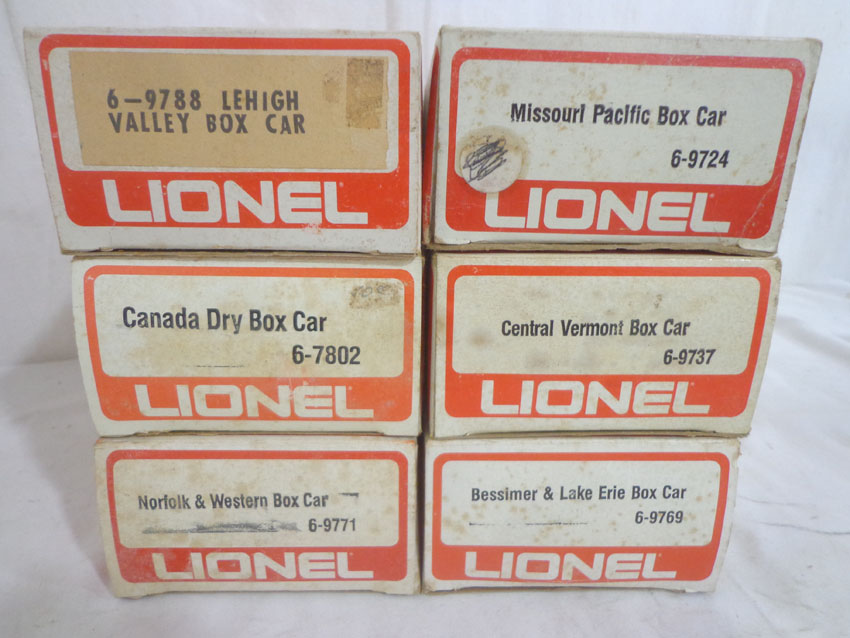 6-9788 LEHIGH
VALLEY BOX CAR
LIONEL
Missouri Pacific Box Car
6-9724
LIONEL
Canada Dry Box Car
6-7802
LIONEL
Central Vermont Box Car
6-9737
LIONEL
Norfolk & Western Box Car
6-9771
LIONEL
Bessimer & Lake Erie Box Car
6-9769
LIONEL